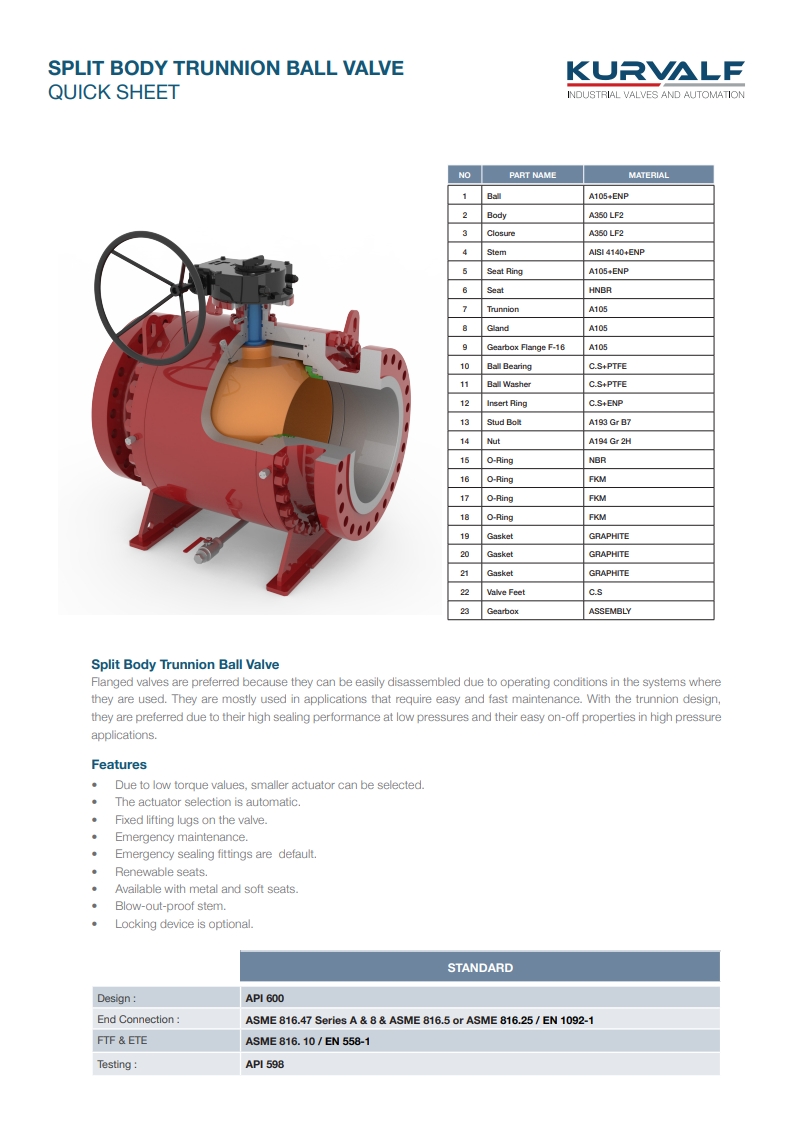 SPLIT BODY TRUNNION BALL VALVE
QUICK SHEET
KURVALF
INDUSTRIAL VALVES AND AUTOMATION
NO PART NAME MATERIAL
1 Ball A105+ENP
2 Body A350 LF2
3 Closure A350 LF2
4 Stem AISI 4140+ENP
5 Seat Ring A105+ENP
6 Seat HNBR
7 Trunnion A105
8 Gland A105
9 Gearbox Flange F-16 A105
10 Ball Bearing C.S+PTFE
11 Ball Washer C.S+PTFE
12 Insert Ring C.S+ENP
13 Stud Bolt A193 Gr B7
14 Nut A194 Gr 2H
15 O-Ring NBR
16 O-Ring FKM
17 O-Ring FKM
18 O-Ring FKM
19 Gasket GRAPHITE
20 Gasket GRAPHITE
21 Gasket GRAPHITE
22 Valve Feet C.S
23 Gearbox ASSEMBLY
Split Body Trunnion Ball Valve
Flanged valves are preferred because they can be easily disassembled due to operating conditions in the systems where
they are used. They are mostly used in applications that require easy and fast maintenance. With the trunnion design,
they are preferred due to their high sealing performance at low pressures and their easy on-off properties in high pressure
applications.
Features
• Due to low torque values, smaller actuator can be selected.
• The actuator selection is automatic.
• Fixed lifting lugs on the valve.
• Emergency maintenance.
• Emergency sealing fittings are default.
• Renewable seats.
• Available with metal and soft seats.
• Blow-out-proof stem.
• Locking device is optional.
STANDARD
Design : API 600
End Connection : ASME 816.47 Series A & 8 & ASME 816.5 or ASME 816.25 / EN 1092-1
FTF & ETE ASME 816. 10 / EN 558-1
Testing : API 598